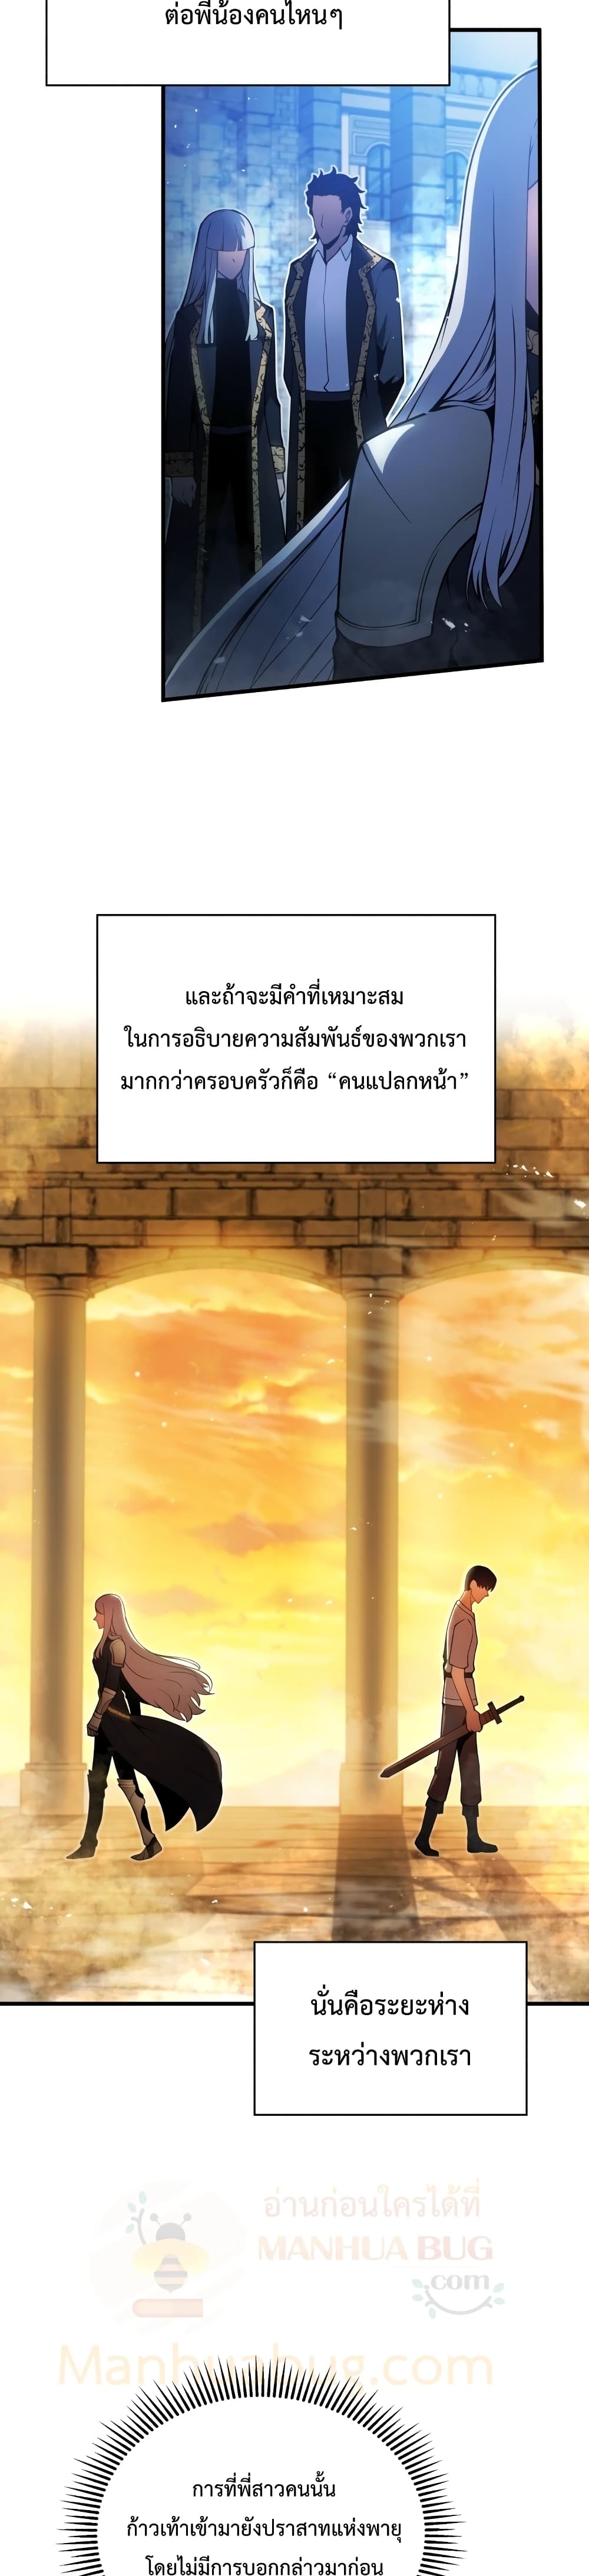 ต่อพี่น้องคนไหนๆ
และถ้าจะมีคำที่เหมาะสม
ในการอธิบายความสัมพันธ์ของพวกเรา
มากกว่าครอบครัวก็คือ “คนแปลกหน้า”
นั่นคือระยะห่าง
ระหว่างพวกเรา
อ่านก่อนใครได้ที่
MANHUA BUG
.com
Manhuabug.com
การที่พี่สาวคนนั้น
ก้าวเท้าเข้ามายังปราสาทแห่งพายุ
โดยไม่มีการบอกกล่าวมาก่อน